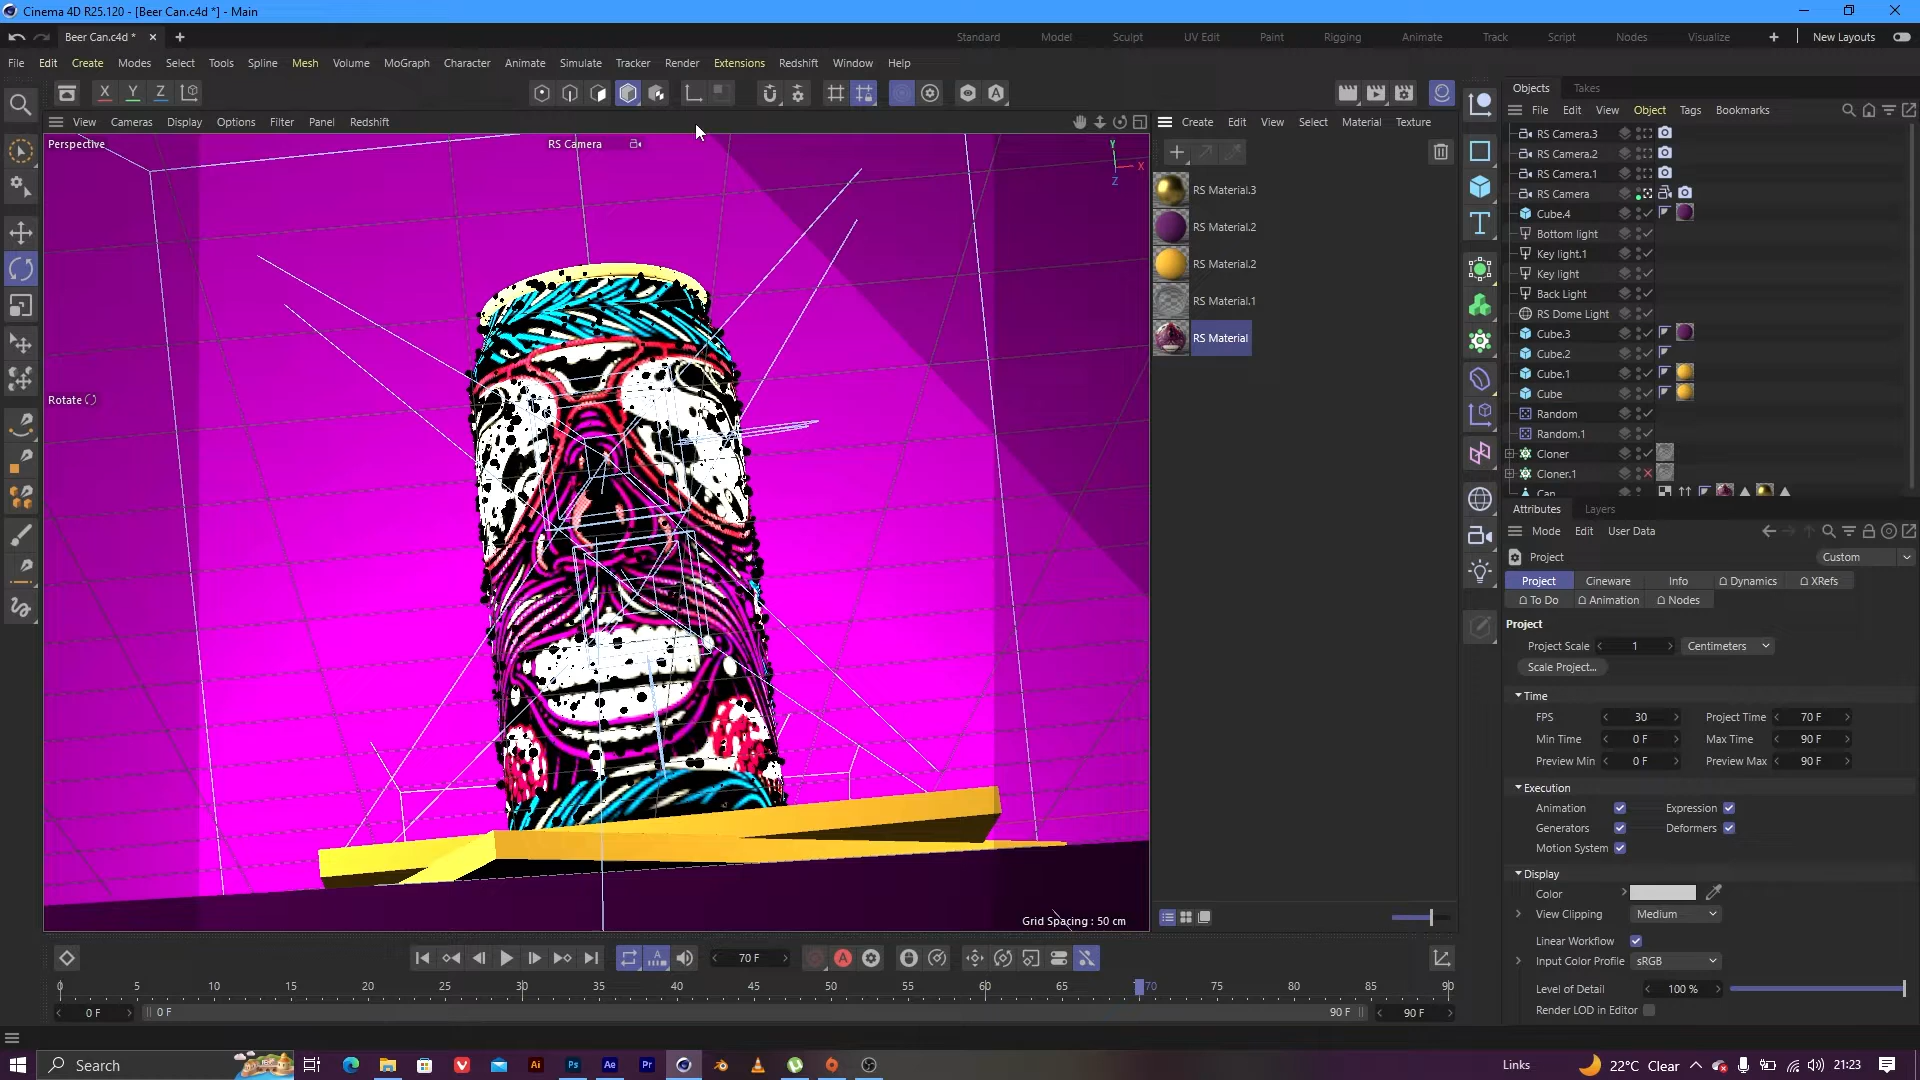 Cinema 4D R25.120 - [Beer Can.c4d *] - Main
Beer Can.c4d *
Standard Model Sculpt UV Edit Paint Rigging Animate Track Script Nodes Visualize New Layouts
File Edit Create Modes Select Tools Spline Mesh Volume MoGraph Character Animate Simulate Tracker Render Extensions Redshift Window Help
X Y Z
View Cameras Display Options Filter Panel Redshift
Perspective
RS Camera
Y
X
Z
Rotate
Grid Spacing : 50 cm
Create Edit View Select Material Texture
RS Material.3
RS Material.2
RS Material.2
RS Material.1
RS Material
Objects Takes
File Edit View Object Tags Bookmarks
RS Camera.3
RS Camera.2
RS Camera.1
RS Camera
Cube.4
Bottom light
Key light.1
Key light
Back Light
RS Dome Light
Cube.3
Cube.2
Cube.1
Cube
Random
Random.1
Cloner
Cloner.1
Can
Attributes Layers
Mode Edit User Data
Project Custom
Project Cineware Info Dynamics XRefs
To Do Animation Nodes
Project
Project Scale 1 Centimeters
Scale Project...
Time
FPS 30 Project Time 70 F
Min Time 0 F Max Time 90 F
Preview Min 0 F Preview Max 90 F
Execution
Animation Expression
Generators Deformers
Motion System
Display
Color
View Clipping Medium
Linear Workflow
Input Color Profile sRGB
Level of Detail 100 %
Render LOD in Editor
70 F
0 5 10 15 20 25 30 35 40 45 50 55 60 65 70 75 80 85 90
0 F 0 F 90 F 90 F
Search Ai Ps Ae Pr Links 22°C Clear 21:23